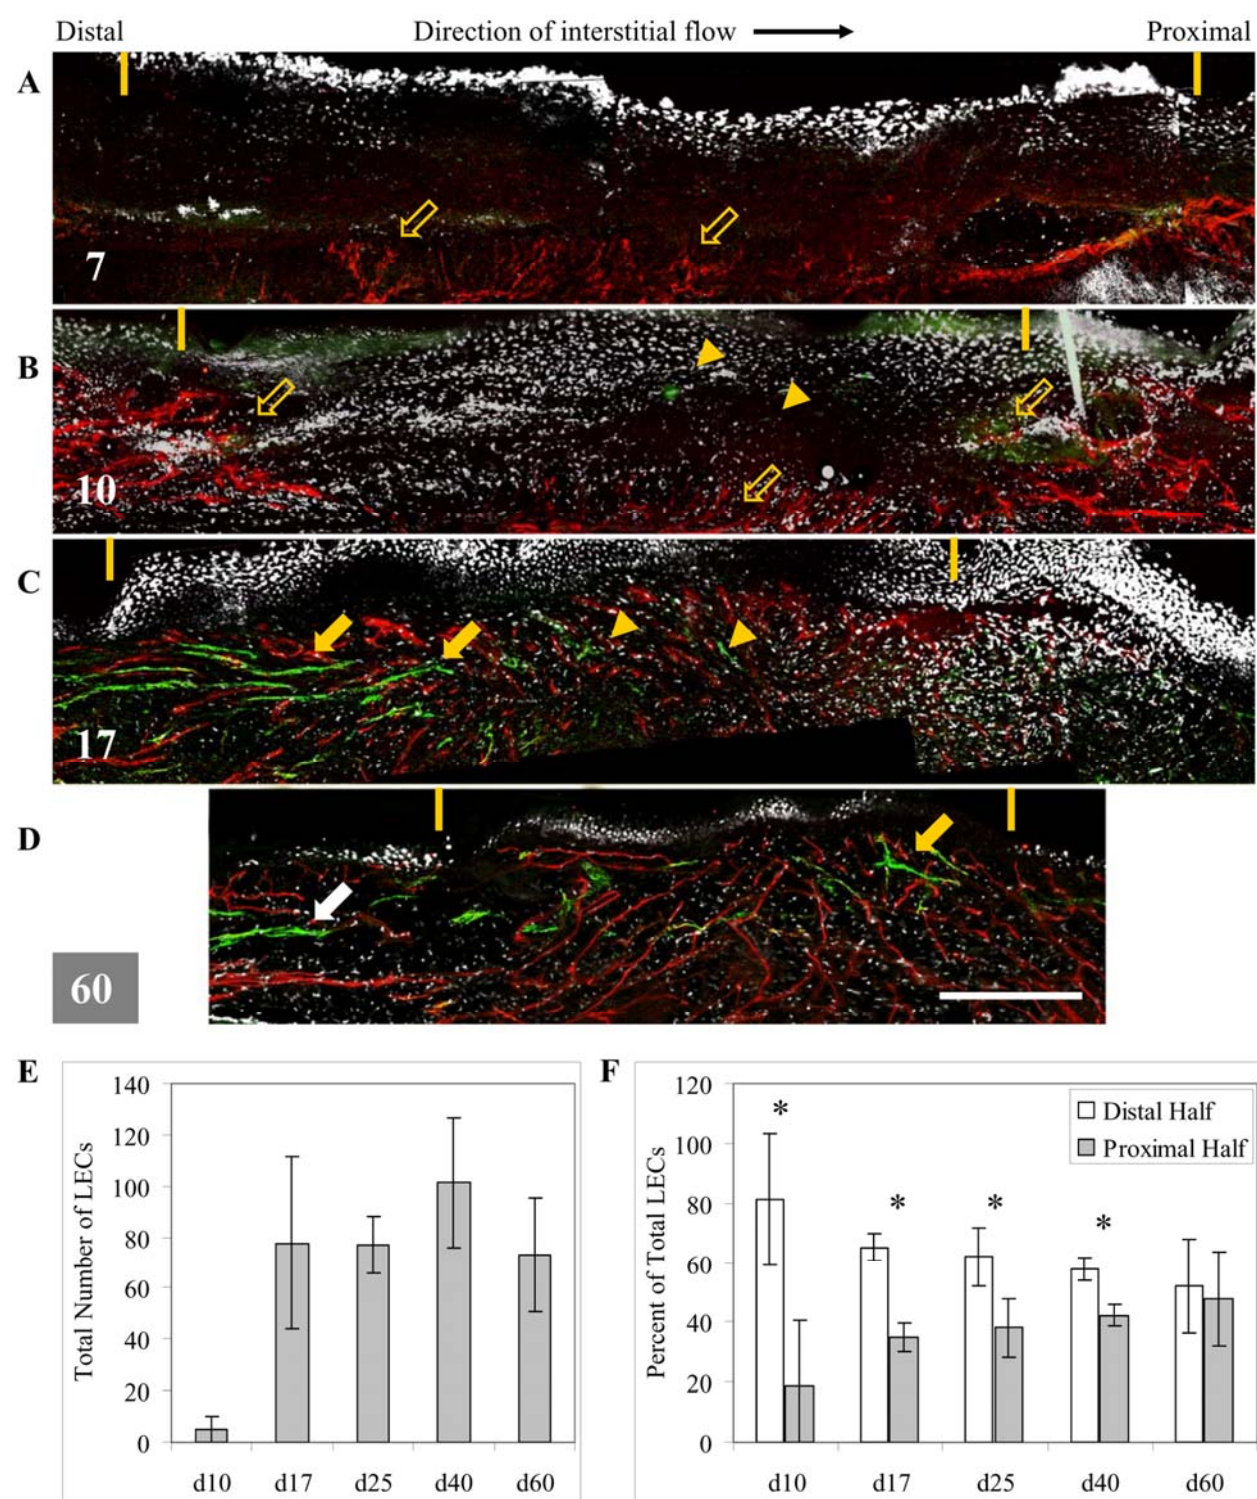 Distal Direction of interstitial flow Proximal
A
7
B
10
C
17
D
60
E
Total Number of LECs
140
120
100
80
60
40
20
0
d10 d17 d25 d40 d60
F
Percent of Total LECs
120
100
80
60
40
20
0
Distal Half
Proximal Half
*
*
*
*
d10 d17 d25 d40 d60